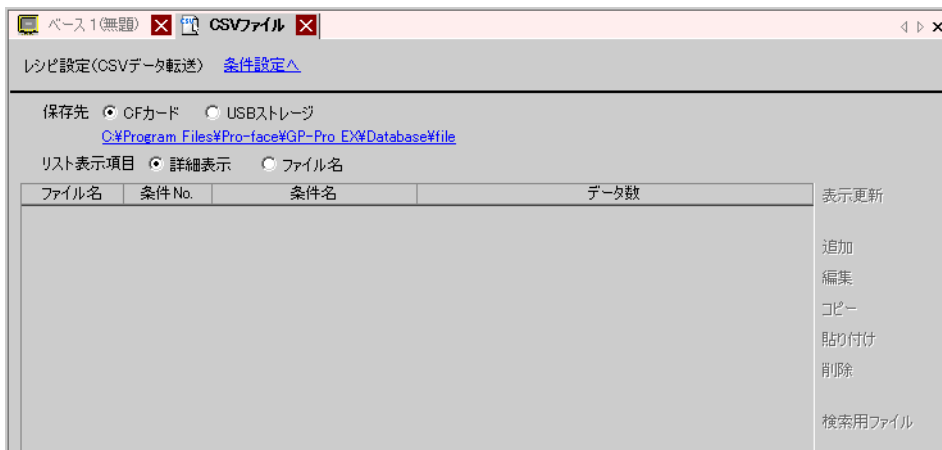 ベース 1(無題) CSVファイル
レシピ設定(CSVデータ転送) 条件設定へ
保存先 CFカード USBストレージ
C:¥Program Files¥Pro-face¥GP-Pro EX¥Database¥file
リスト表示項目 詳細表示 ファイル名
ファイル名 条件 No. 条件名 データ数
表示更新
追加
編集
コピー
貼り付け
削除
検索用ファイル